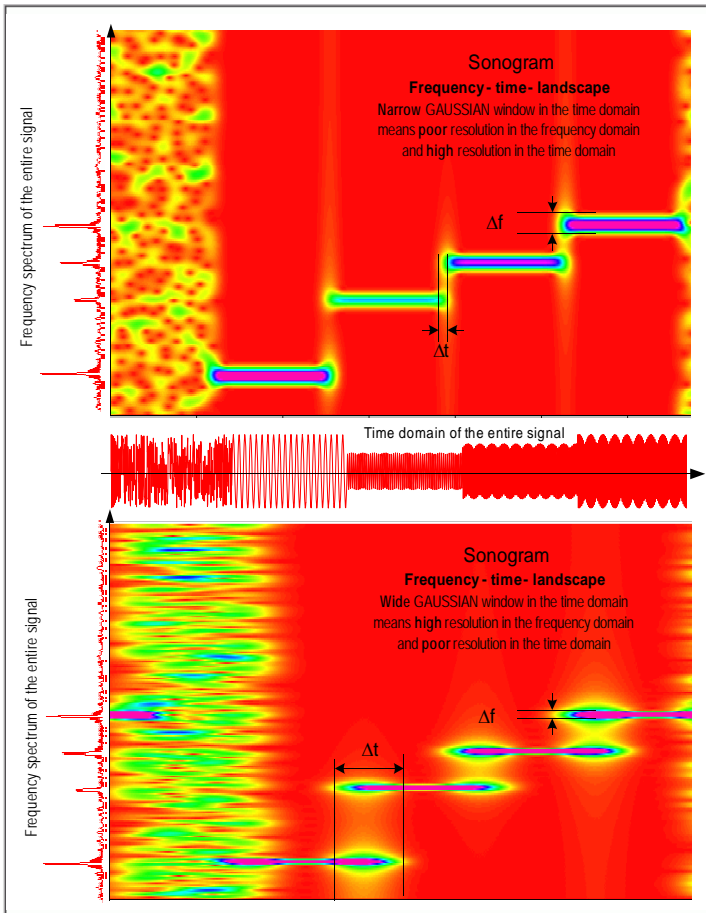 Frequency spectrum of the entire signal
Sonogram
Frequency - time - landscape
Narrow GAUSSIAN window in the time domain
means poor resolution in the frequency domain
and high resolution in the time domain
Δf
Δt
Time domain of the entire signal
Frequency spectrum of the entire signal
Sonogram
Frequency - time - landscape
Wide GAUSSIAN window in the time domain
means high resolution in the frequency domain
and poor resolution in the time domain
Δf
Δt